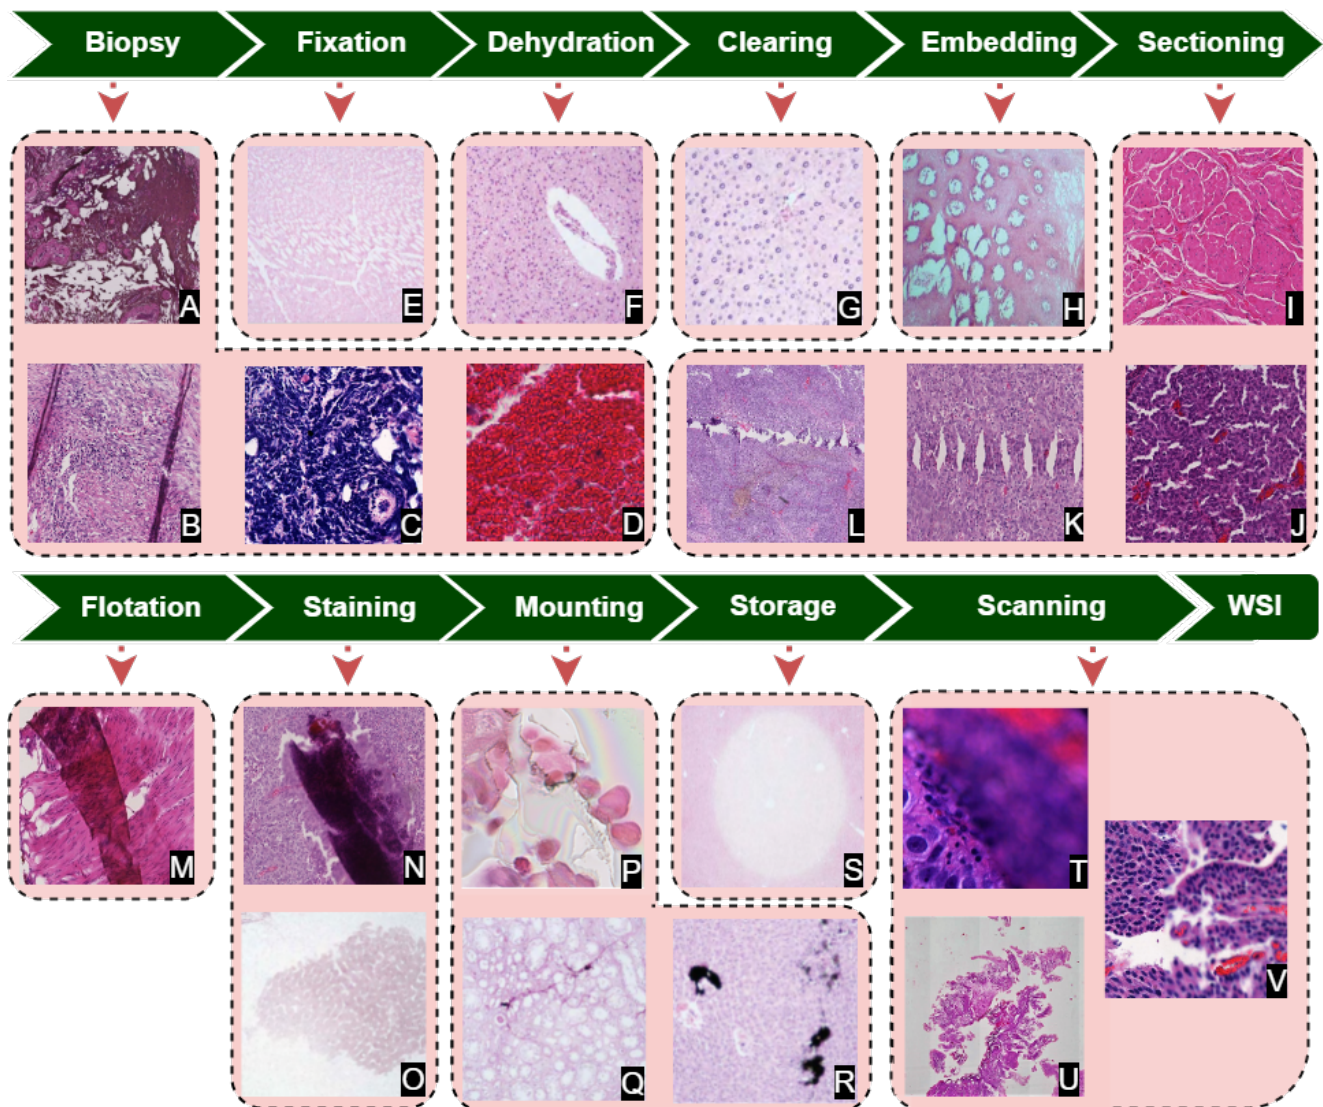 Biopsy Fixation Dehydration Clearing Embedding Sectioning
A E F G H I
B C D L K J
Flotation Staining Mounting Storage Scanning WSI
M N P S T
V
O Q R U